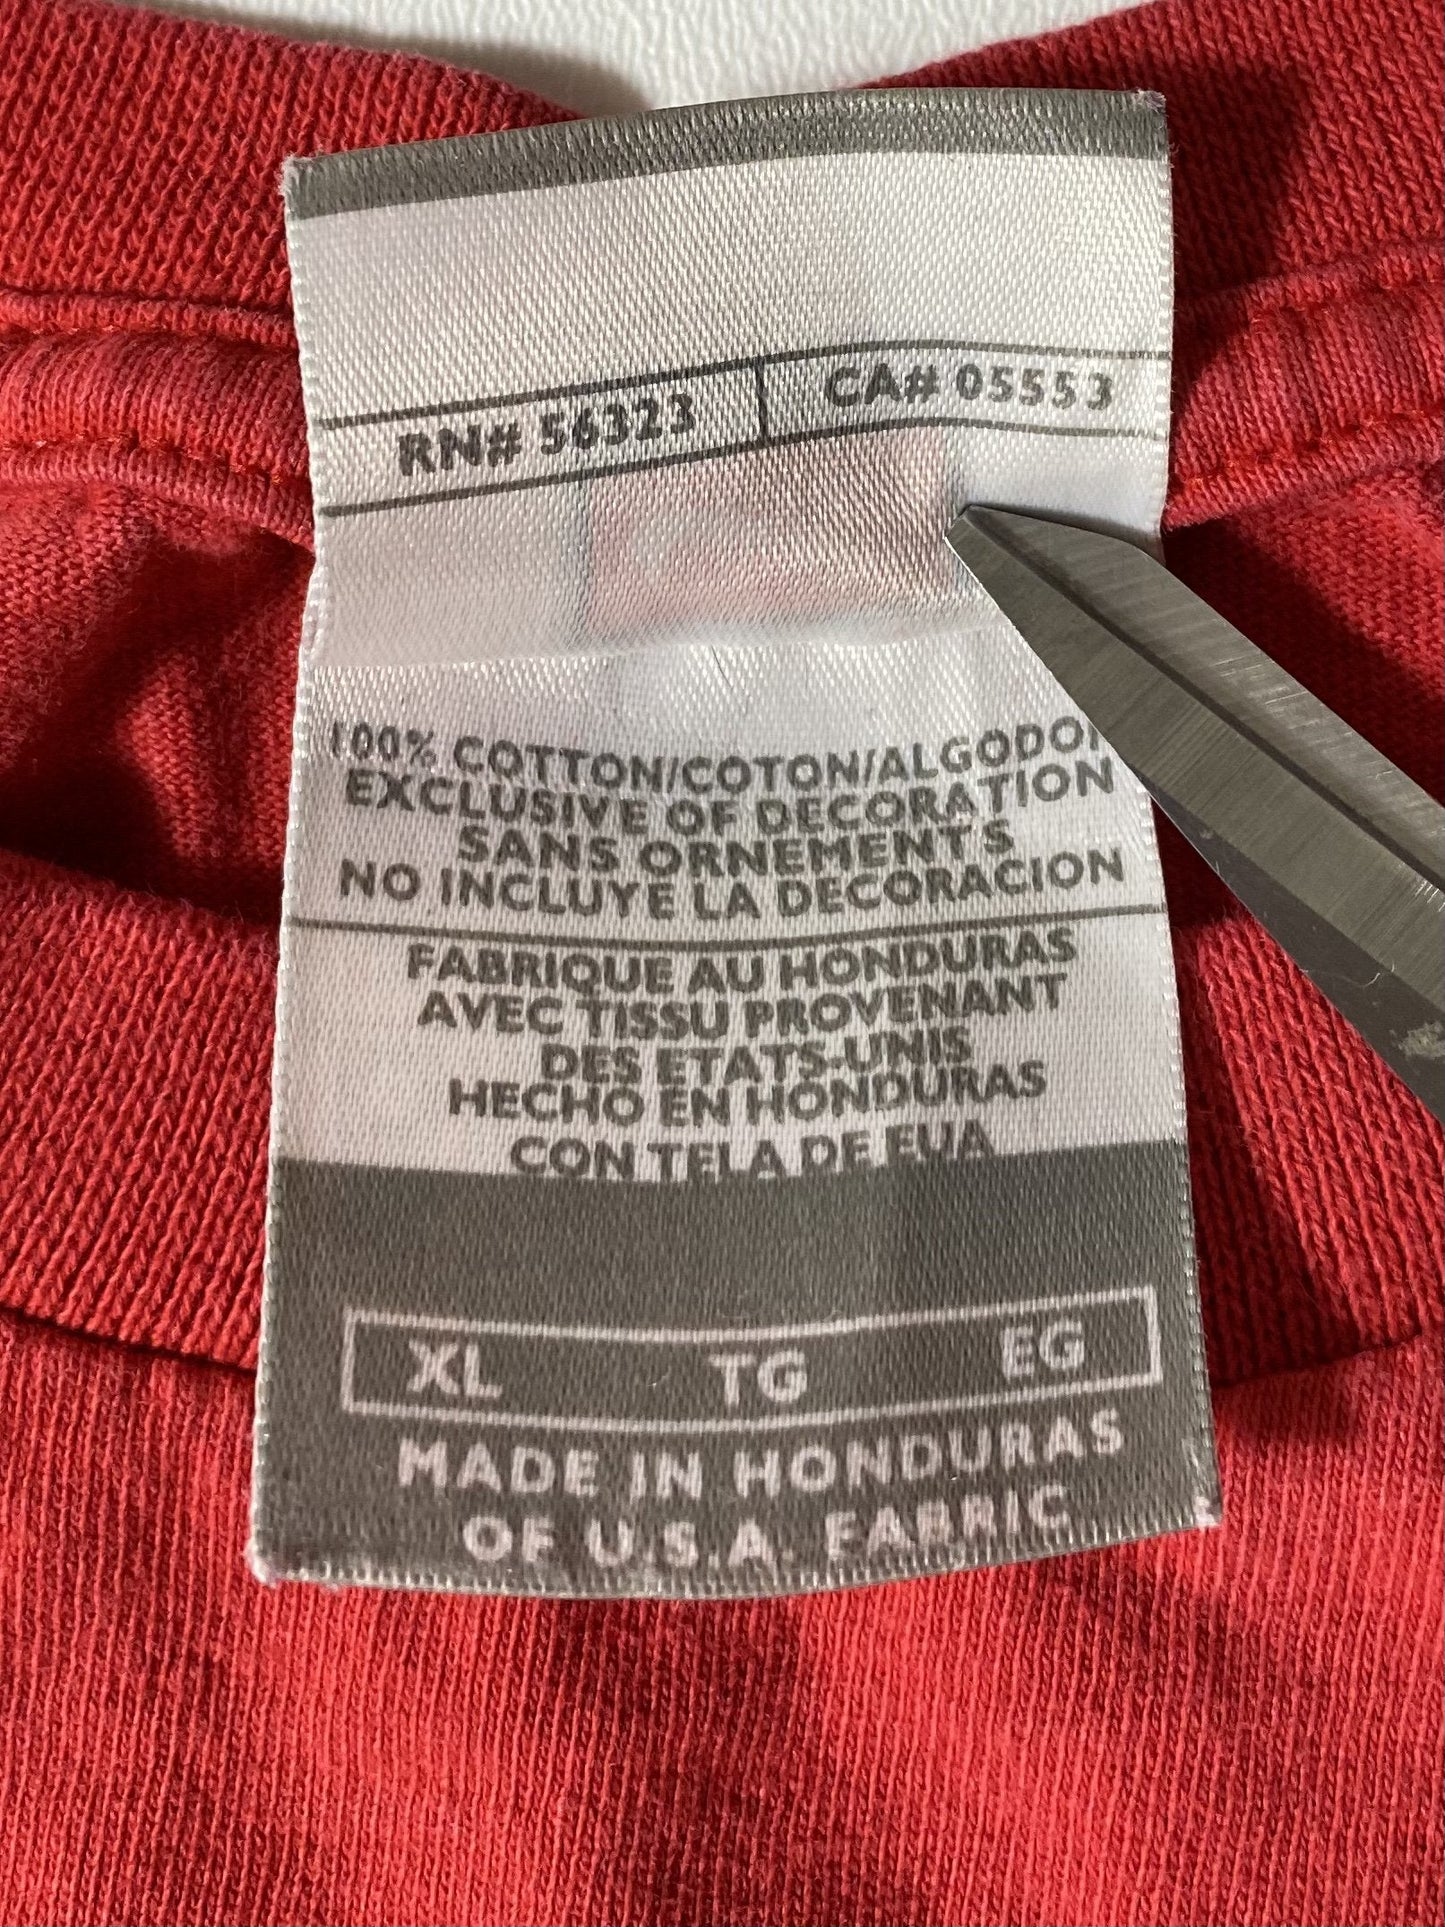 RN# 56323 CA# 05553
100% COTTON/COTON/ALGODO
EXCLUSIVE OF DECORATION
SANS ORNEMENTS
NO INCLUYE LA DECORACION
FABRIQUE AU HONDURAS
AVEC TISSU PROVENANT
DES ETATS-UNIS
HECHO EN HONDURAS
CON TELA DE EUA
XL TG EG
MADE IN HONDURAS
OF U.S.A. FABRIC